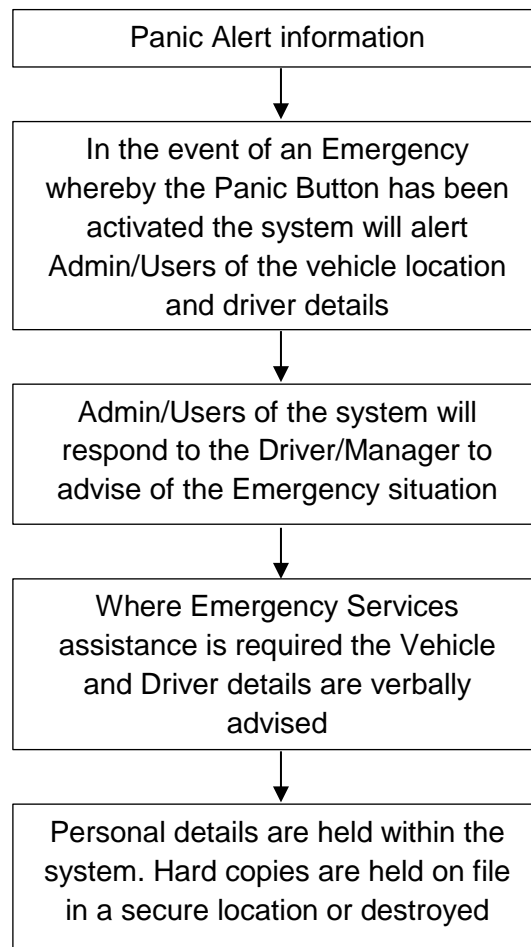 Panic Alert information
In the event of an Emergency
whereby the Panic Button has been
activated the system will alert
Admin/Users of the vehicle location
and driver details
Admin/Users of the system will
respond to the Driver/Manager to
advise of the Emergency situation
Where Emergency Services
assistance is required the Vehicle
and Driver details are verbally
advised
Personal details are held within the
system. Hard copies are held on file
in a secure location or destroyed